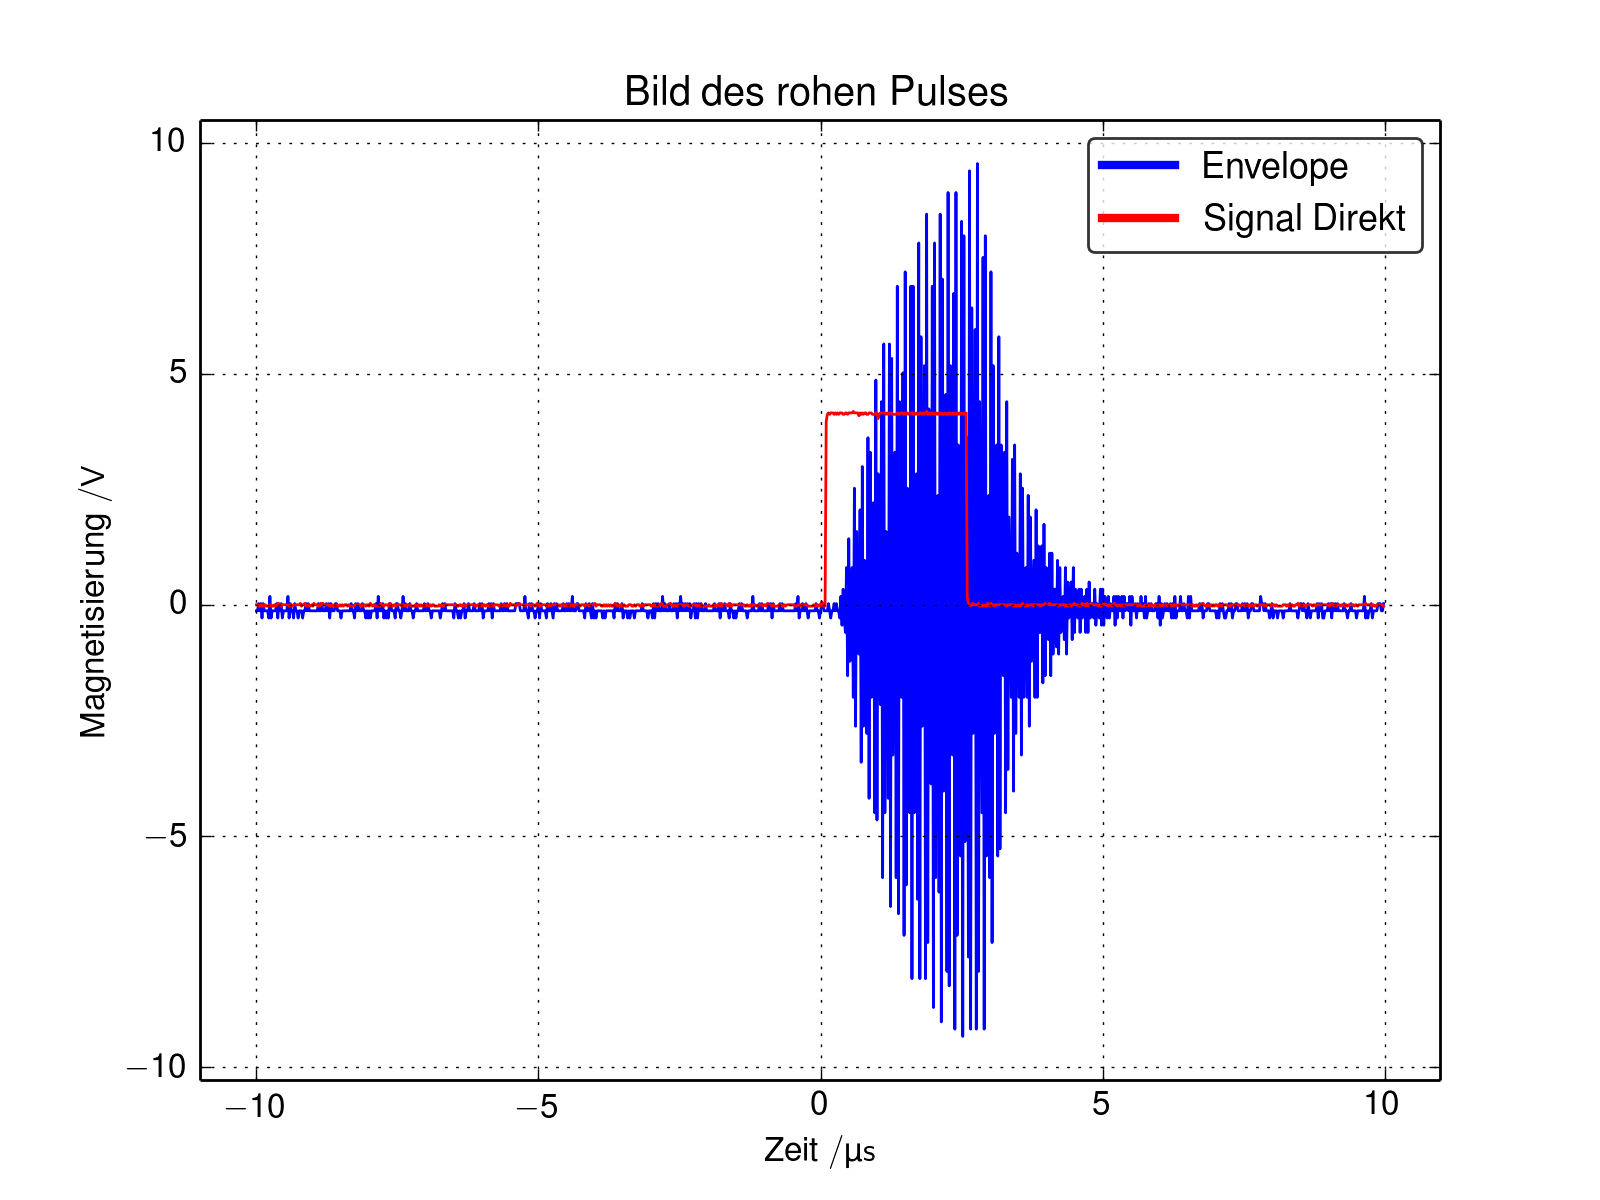 Bild des rohen Pulses
Envelope
Signal Direkt
10
5
0
−5
−10
Magnetisierung /V
−10
−5
0
5
10
Zeit /µs